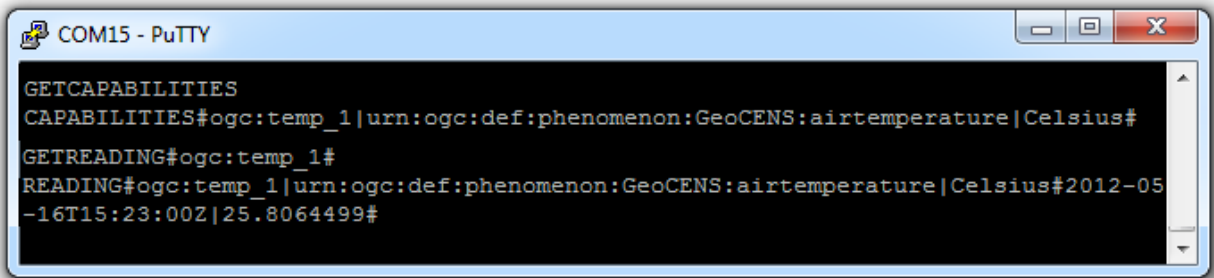 COM15 - PuTTY
GETCAPABILITIES
CAPABILITIES#ogc:temp_1|urn:ogc:def:phenomenon:GeoCENS:airtemperature|Celsius#
GETREADING#ogc:temp_1#
READING#ogc:temp_1|urn:ogc:def:phenomenon:GeoCENS:airtemperature|Celsius#2012-05
-16T15:23:00Z|25.8064499#